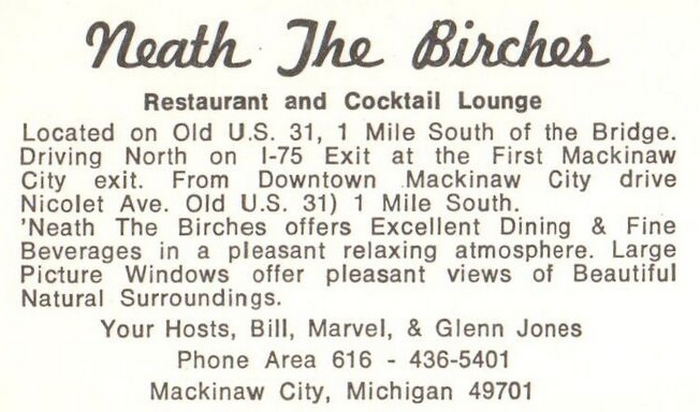 Neath The Birches
Restaurant and Cocktail Lounge
Located on Old U.S. 31, 1 Mile South of the Bridge.
Driving North on I-75 Exit at the First Mackinaw
City exit. From Downtown Mackinaw City drive
Nicolet Ave. Old U.S. 31) 1 Mile South.
'Neath The Birches offers Excellent Dining & Fine
Beverages in a pleasant relaxing atmosphere. Large
Picture Windows offer pleasant views of Beautiful
Natural Surroundings.
Your Hosts, Bill, Marvel, & Glenn Jones
Phone Area 616 - 436-5401
Mackinaw City, Michigan 49701